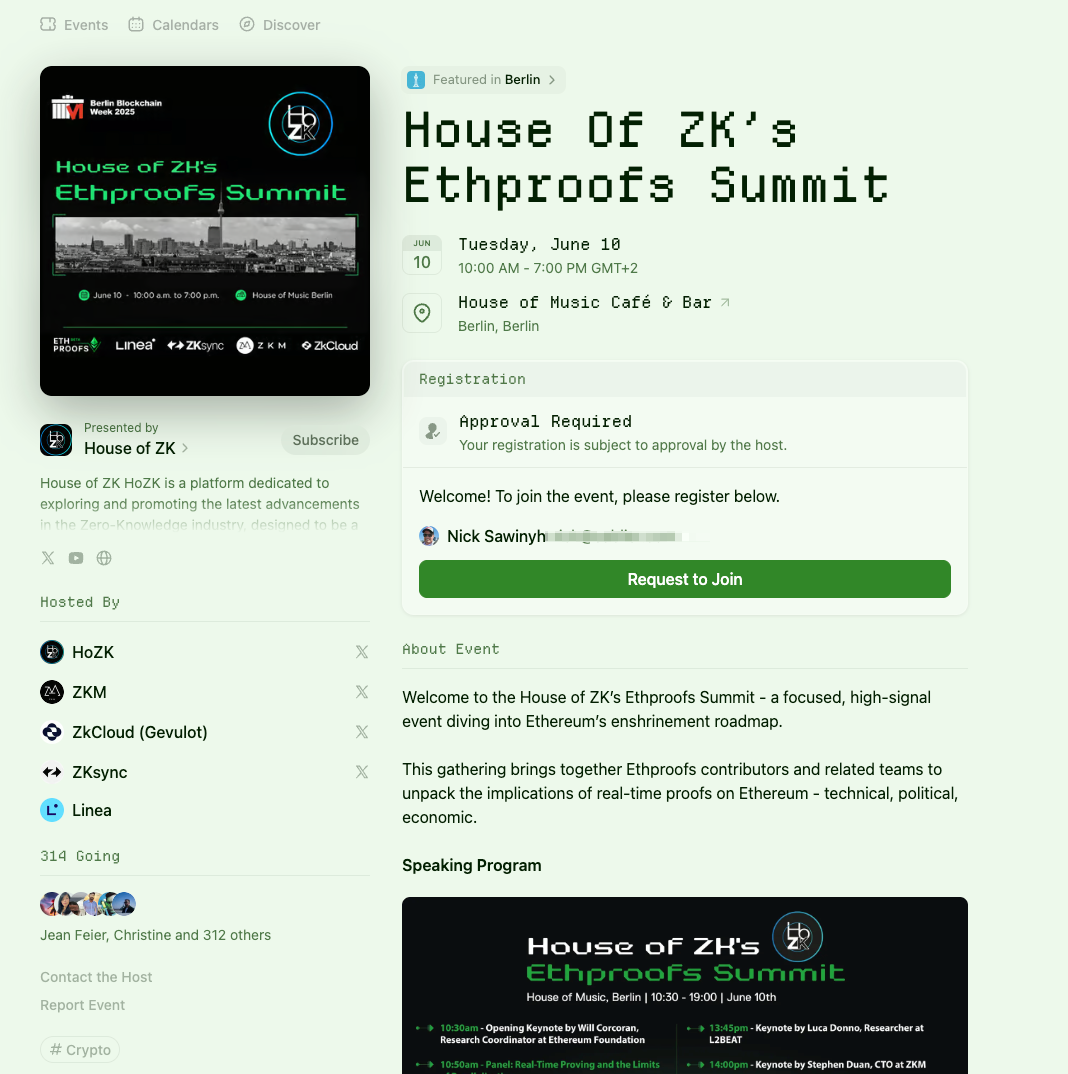 Events
Calendars
Discover
Berlin Blockchain
Week 2025
House of ZK's
Ethproofs Summit
June 10 - 10:00 a.m. to 7:00 p.m.
House of Music Berlin
ETH
PROOFS
BETA
Linea
ZKsync
ZKM
ZkCloud
Presented by
House of ZK
Subscribe
House of ZK HoZK is a platform dedicated to
exploring and promoting the latest advancements
in the Zero-Knowledge industry, designed to be a
Hosted By
HoZK
ZKM
ZkCloud (Gevulot)
ZKsync
Linea
314 Going
Jean Feier, Christine and 312 others
Contact the Host
Report Event
# Crypto
Featured in Berlin
House Of ZK’s
Ethproofs Summit
JUN
10
Tuesday, June 10
10:00 AM - 7:00 PM GMT+2
House of Music Café & Bar
Berlin, Berlin
Registration
Approval Required
Your registration is subject to approval by the host.
Welcome! To join the event, please register below.
Nick Sawinyh
Request to Join
About Event
Welcome to the House of ZK’s Ethproofs Summit - a focused, high-signal
event diving into Ethereum’s enshrinement roadmap.
This gathering brings together Ethproofs contributors and related teams to
unpack the implications of real-time proofs on Ethereum - technical, political,
economic.
Speaking Program
House of ZK's
Ethproofs Summit
House of Music, Berlin | 10:30 - 19:00 | June 10th
10:30am - Opening Keynote by Will Corcoran,
Research Coordinator at Ethereum Foundation
10:50am - Panel: Real-Time Proving and the Limits
13:45pm - Keynote by Luca Donno, Researcher at
L2BEAT
14:00pm - Keynote by Stephen Duan, CTO at ZKM